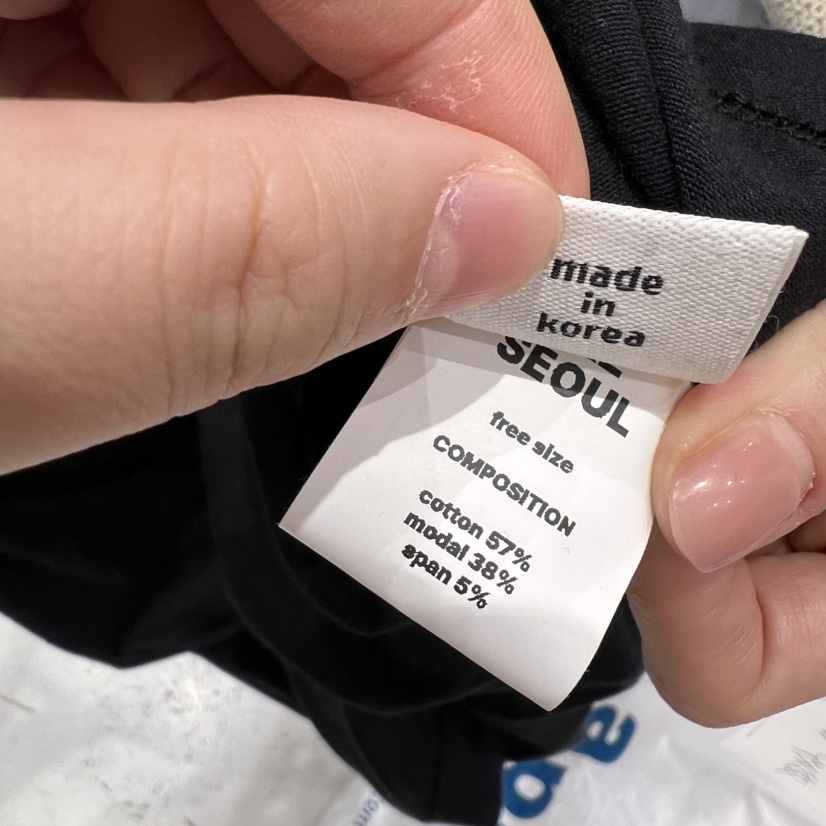 made
in
korea
SEOUL
free size
COMPOSITION
cotton 57%
modal 38%
span 5%